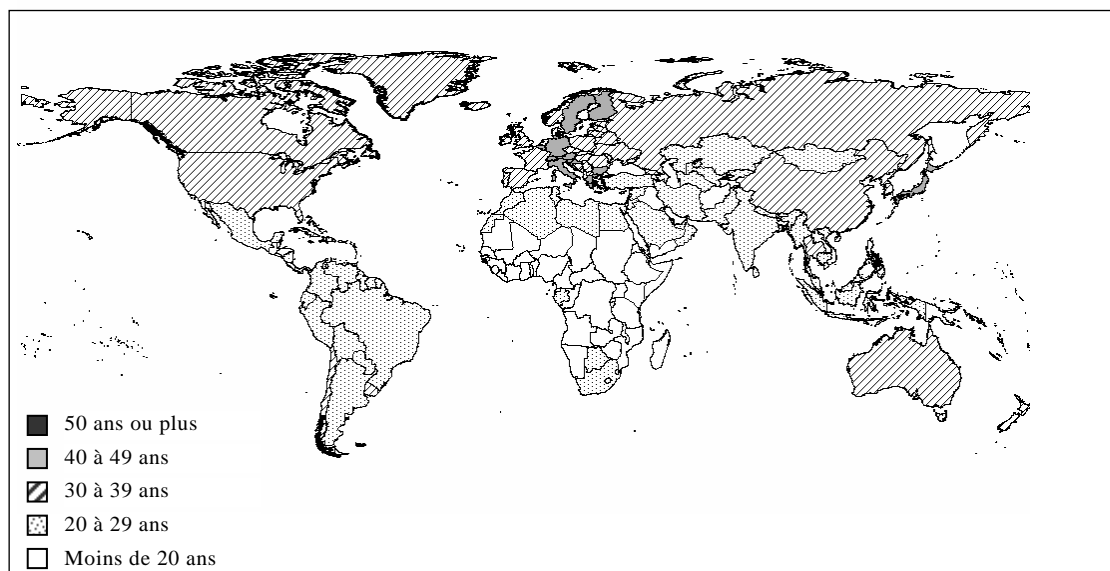 50 ans ou plus
40 à 49 ans
30 à 39 ans
20 à 29 ans
Moins de 20 ans